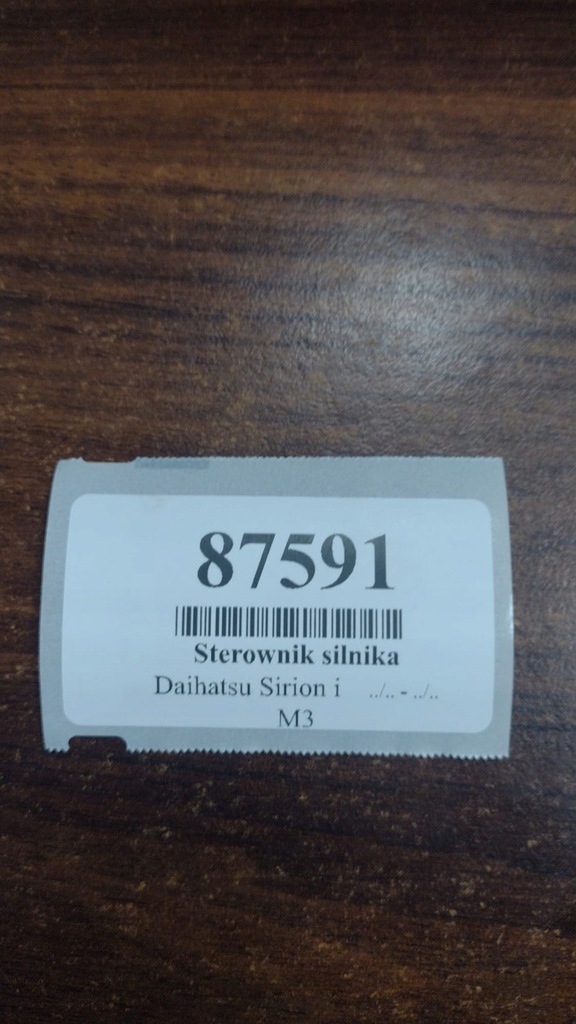 87591
Sterownik silnika
Daihatsu Sirion i ../.. - ../..
M3